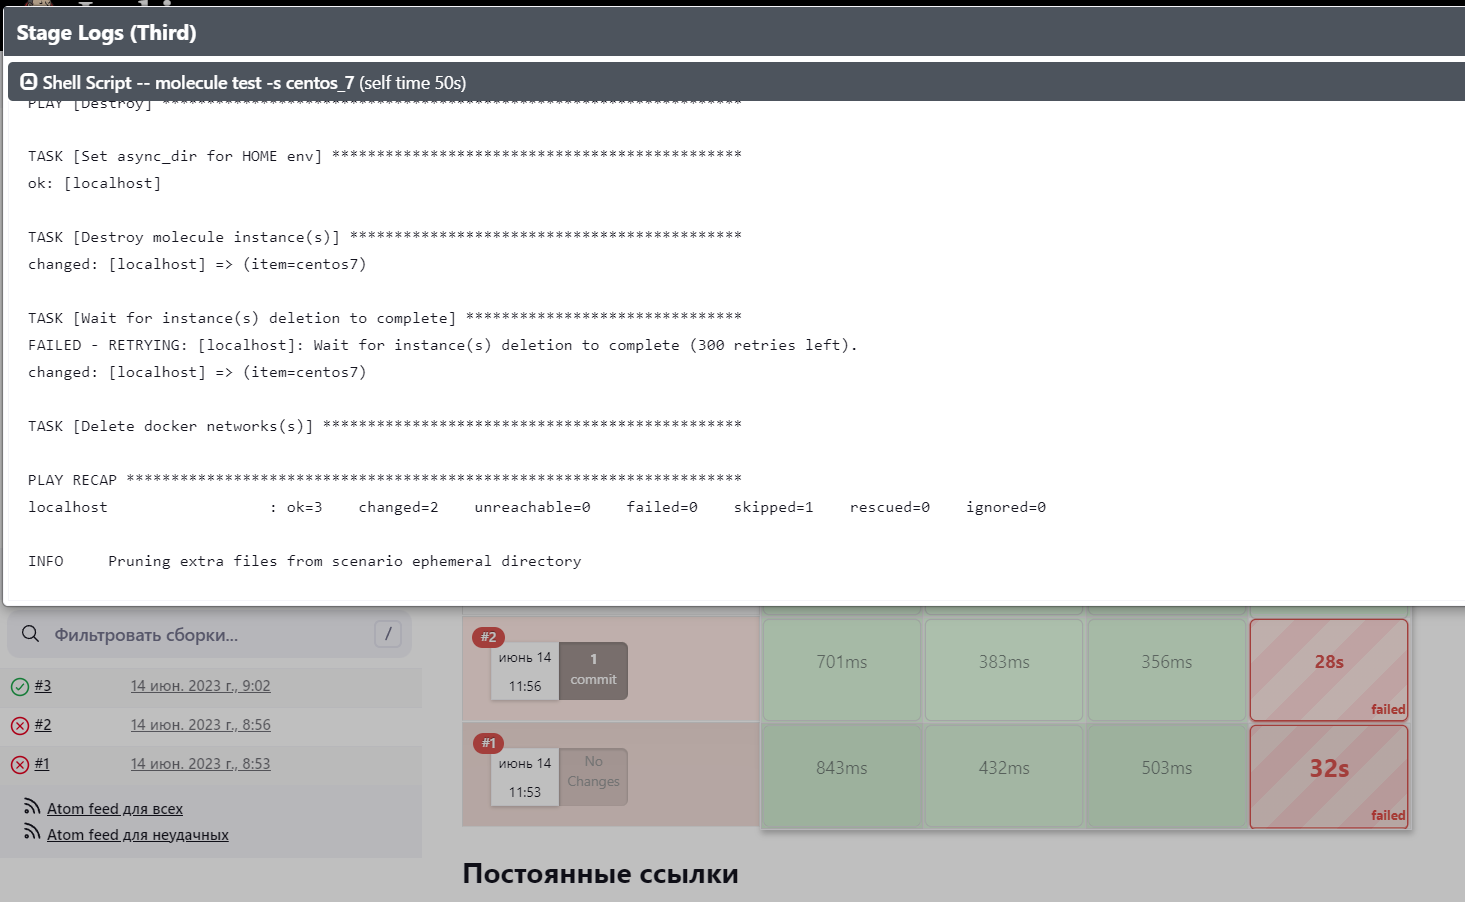 Stage Logs (Third)
Shell Script -- molecule test -s centos_7 (self time 50s)
PLAY [Destroy] *****************************************************************
TASK [Set async_dir for HOME env] **********************************************
ok: [localhost]
TASK [Destroy molecule instance(s)] ********************************************
changed: [localhost] => (item=centos7)
TASK [Wait for instance(s) deletion to complete] *******************************
FAILED - RETRYING: [localhost]: Wait for instance(s) deletion to complete (300 retries left).
changed: [localhost] => (item=centos7)
TASK [Delete docker networks(s)] ***********************************************
PLAY RECAP *********************************************************************
localhost                  : ok=3    changed=2    unreachable=0    failed=0    skipped=1    rescued=0    ignored=0
INFO     Pruning extra files from scenario ephemeral directory
Фильтровать сборки... /
#3 14 июн. 2023 г., 9:02
#2 14 июн. 2023 г., 8:56
#1 14 июн. 2023 г., 8:53
Atom feed для всех
Atom feed для неудачных
#2
июнь 14
11:56
1
commit
701ms
383ms
356ms
28s
failed
#1
июнь 14
11:53
No
Changes
843ms
432ms
503ms
32s
failed
Постоянные ссылки